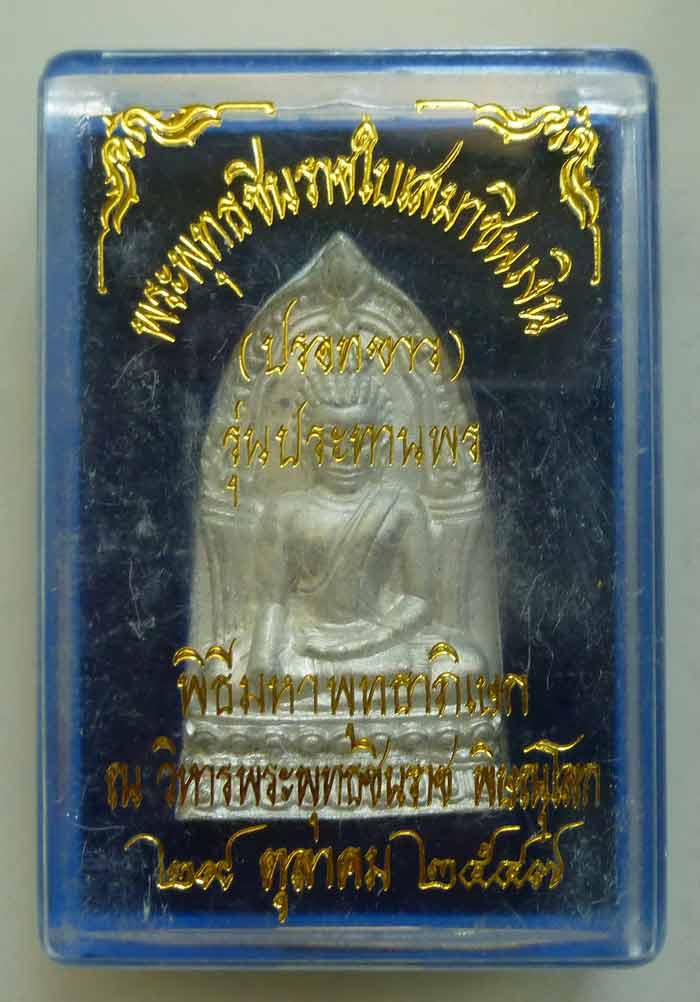 พระพุทธชินราชใบเสมาชินเงิน
(ปรอทขาว)
รุ่นประทานพร
พิธีมหาพุทธาภิเษก
ณ วิหารพระพุทธชินราช พิษณุโลก
๒๙ ตุลาคม ๒๕๔๗